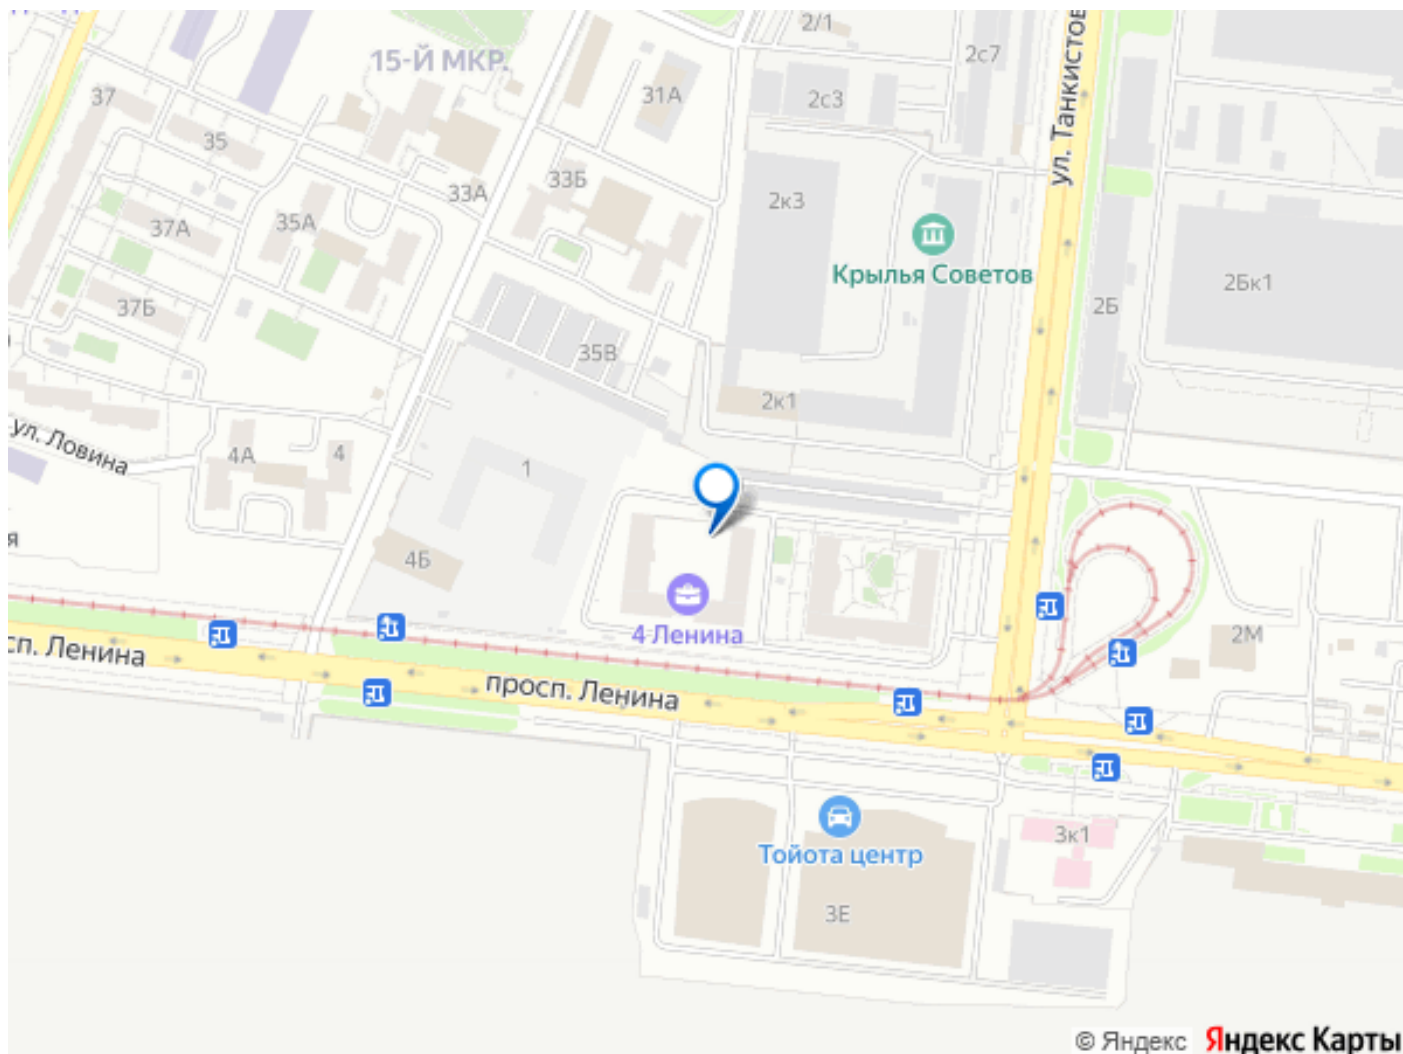 2/1
2с7
ул. Танкистов
15-Й МКР.
31А
2с3
37
35
33А
33Б
2к3
37А
35А
Крылья Советов
2Бк1
2Б
37Б
35В
2к1
ул. Ловина
4А
4
1
4Б
я
4 Ленина
2М
сп. Ленина
просп. Ленина
3к1
Тойота центр
3Е
© Яндекс Яндекс Карты